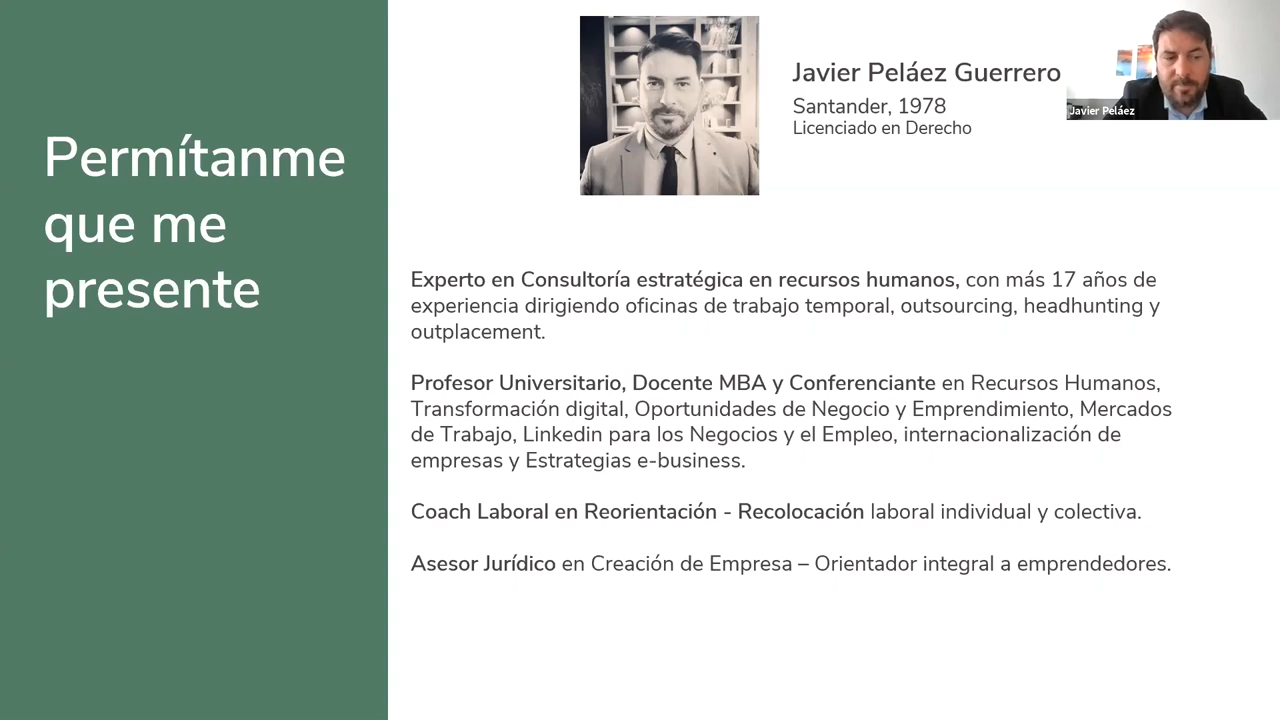 Permítanme
que me
presente
Javier Peláez Guerrero
Santander, 1978
Licenciado en Derecho
Javier Peláez
Experto en Consultoría estratégica en recursos humanos, con más 17 años de
experiencia dirigiendo oficinas de trabajo temporal, outsourcing, headhunting y
outplacement.
Profesor Universitario, Docente MBA y Conferenciante en Recursos Humanos,
Transformación digital, Oportunidades de Negocio y Emprendimiento, Mercados
de Trabajo, Linkedin para los Negocios y el Empleo, internacionalización de
empresas y Estrategias e-business.
Coach Laboral en Reorientación - Recolocación laboral individual y colectiva.
Asesor Jurídico en Creación de Empresa – Orientador integral a emprendedores.